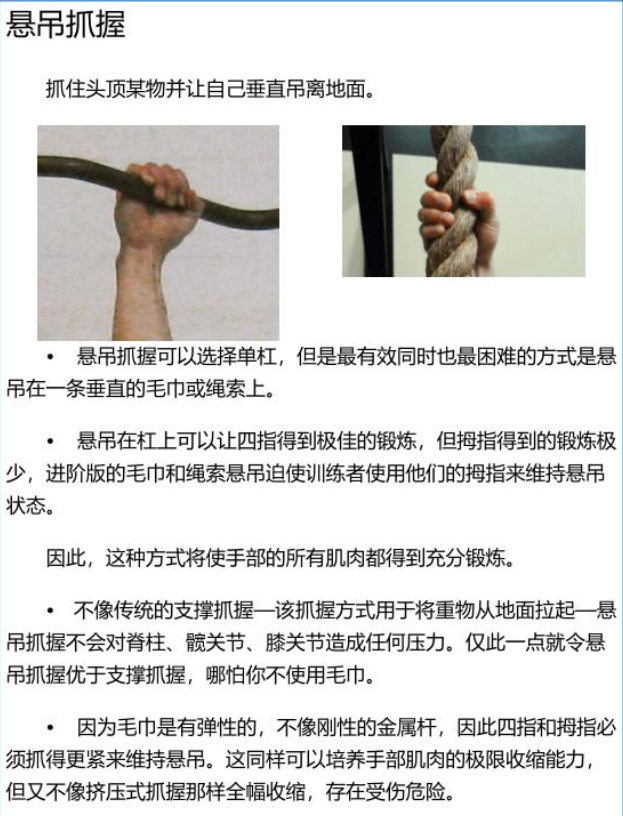 悬吊抓握
抓住头顶某物并让自己垂直吊离地面。
• 悬吊抓握可以选择单杠，但是最有效同时也最困难的方式是悬
吊在一条垂直的毛巾或绳索上。
• 悬吊在杠上可以让四指得到极佳的锻炼，但拇指得到的锻炼极
少，进阶版的毛巾和绳索悬吊迫使训练者使用他们的拇指来维持悬吊
状态。
因此，这种方式将使手部的所有肌肉都得到充分锻炼。
• 不像传统的支撑抓握—该抓握方式用于将重物从地面拉起—悬
吊抓握不会对脊柱、髋关节、膝关节造成任何压力。仅此一点就令悬
吊抓握优于支撑抓握，哪怕你不使用毛巾。
• 因为毛巾是有弹性的，不像刚性的金属杆，因此四指和拇指必
须抓得更紧来维持悬吊。这同样可以培养手部肌肉的极限收缩能力，
但又不像挤压式抓握那样全幅收缩，存在受伤危险。